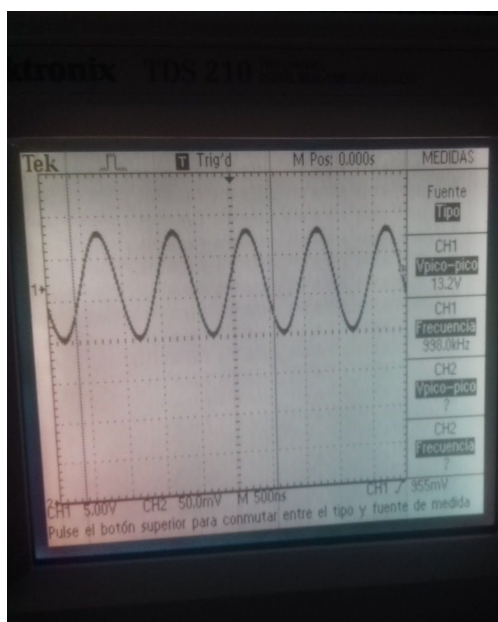 ktronix TDS 210
Tek T Trig'd M Pos: 0.000s MEDIDAS
Fuente
Tipo
CH1
Vpico-pico
13.2V
CH1
Frecuencia
998.0kHz
CH2
Vpico-pico
?
CH2
Frecuencia
?
1
2
CH1 5.00V CH2 50.0mV M 500ns CH1 955mV
Pulse el botón superior para conmutar entre el tipo y fuente de medida